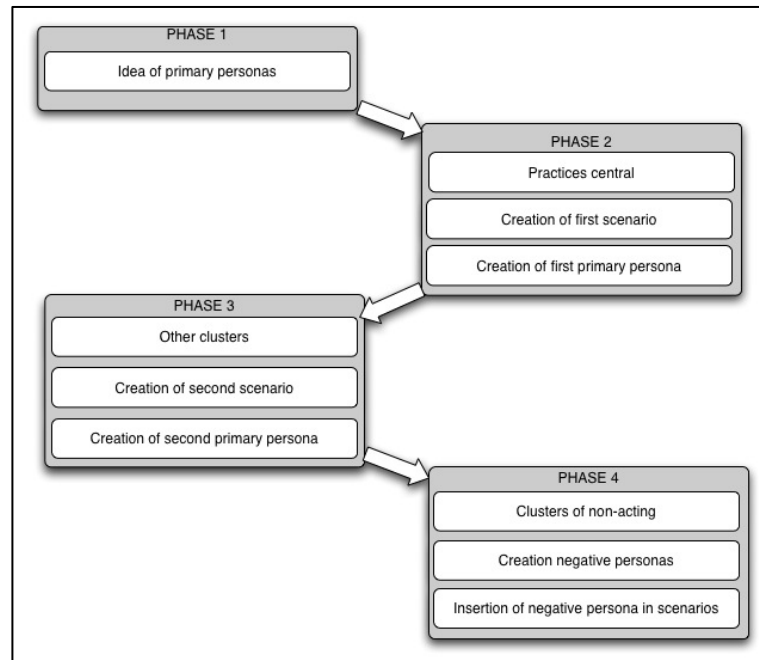 PHASE 1
Idea of primary personas
PHASE 2
Practices central
Creation of first scenario
Creation of first primary persona
PHASE 3
Other clusters
Creation of second scenario
Creation of second primary persona
PHASE 4
Clusters of non-acting
Creation negative personas
Insertion of negative persona in scenarios